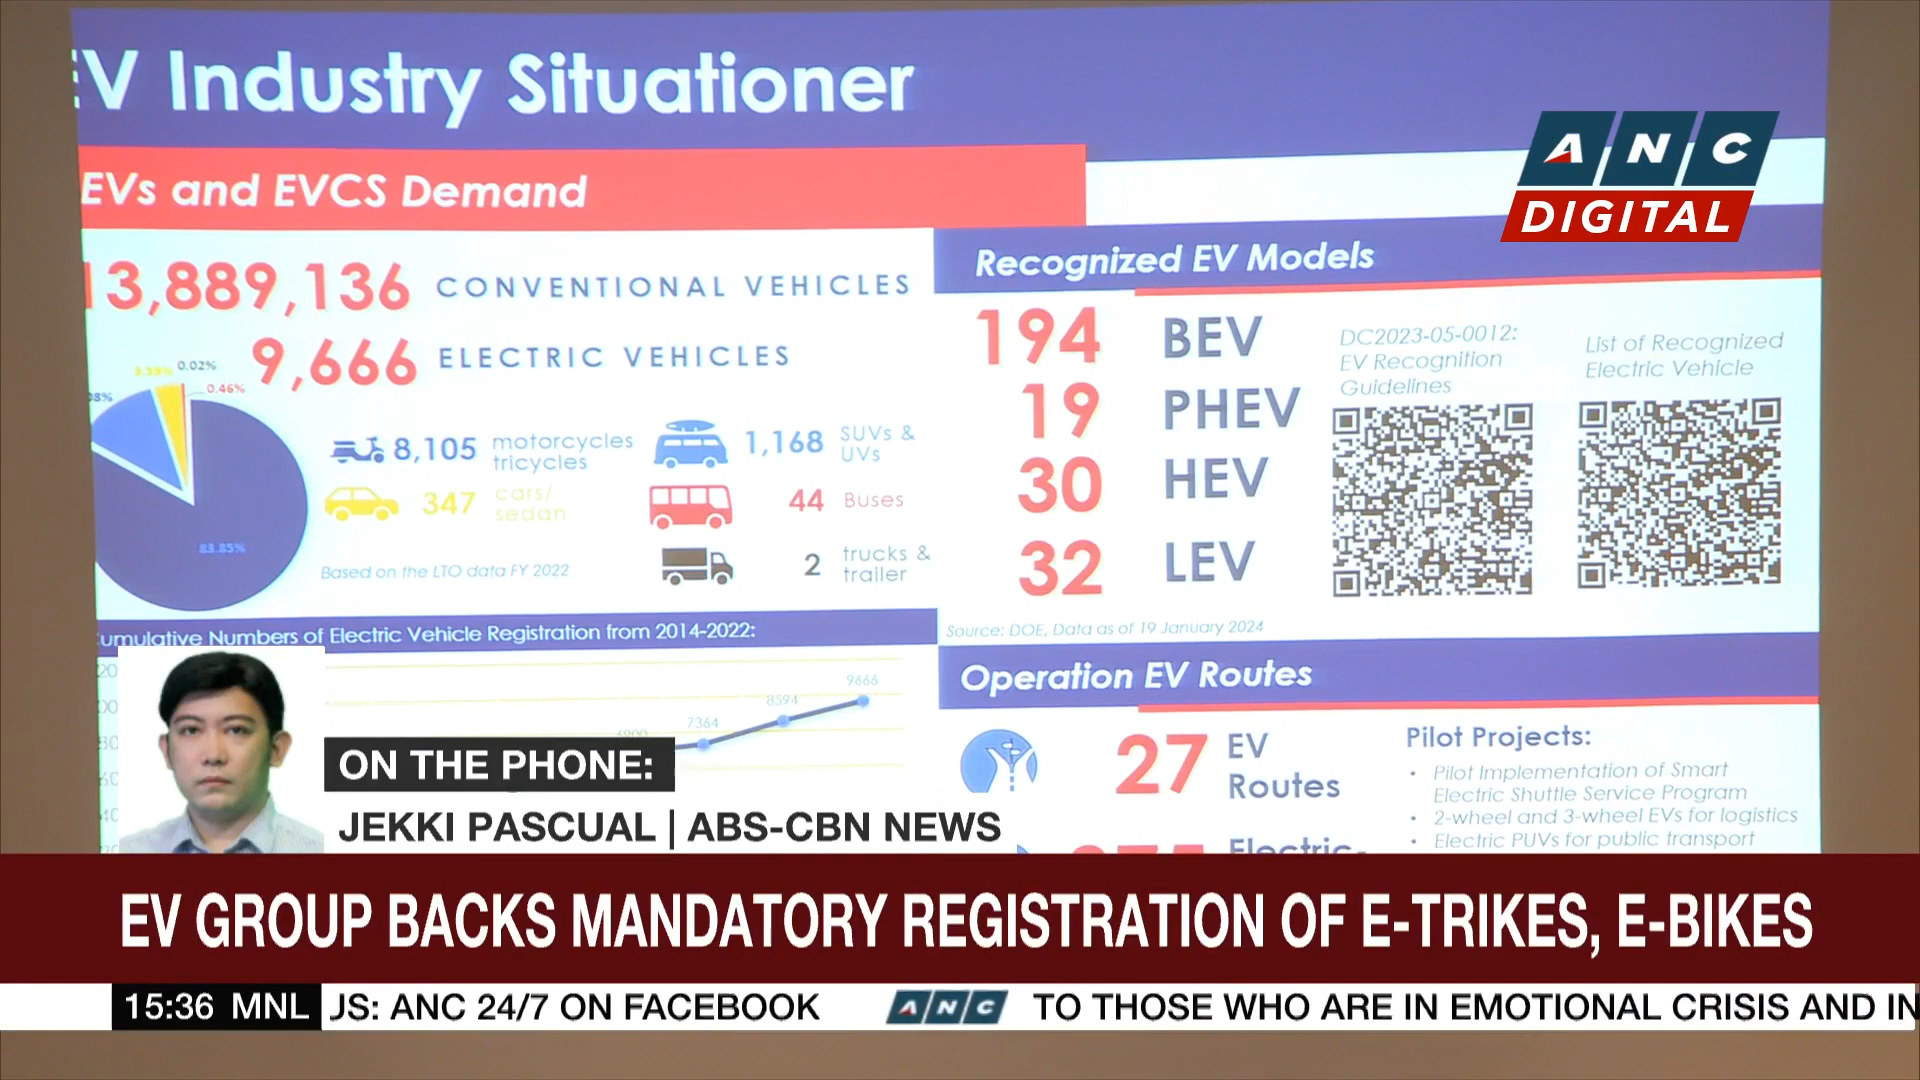 EV Industry Situationer
ANC
DIGITAL
EVs and EVCS Demand
13,889,136 CONVENTIONAL VEHICLES
9,666 ELECTRIC VEHICLES
3.59% 0.02%
0.46%
08%
83.85%
8,105 motorcycles
tricycles
1,168 SUVs &
UVs
347 cars/
sedan
44 Buses
2 trucks &
trailer
Based on the LTO data FY 2022
Recognized EV Models
194 BEV
19 PHEV
30 HEV
32 LEV
DC2023-05-0012:
EV Recognition
Guidelines
List of Recognized
Electric Vehicle
Source: DOE, Data as of 19 January 2024
umulative Numbers of Electric Vehicle Registration from 2014-2022:
7364
8594
9666
Operation EV Routes
27 EV
Routes
Electric-
Pilot Projects:
• Pilot Implementation of Smart
Electric Shuttle Service Program
• 2-wheel and 3-wheel EVs for logistics
• Electric PUVs for public transport
ON THE PHONE:
JEKKI PASCUAL | ABS-CBN NEWS
EV GROUP BACKS MANDATORY REGISTRATION OF E-TRIKES, E-BIKES
15:36 MNL JS: ANC 24/7 ON FACEBOOK ANC TO THOSE WHO ARE IN EMOTIONAL CRISIS AND IN